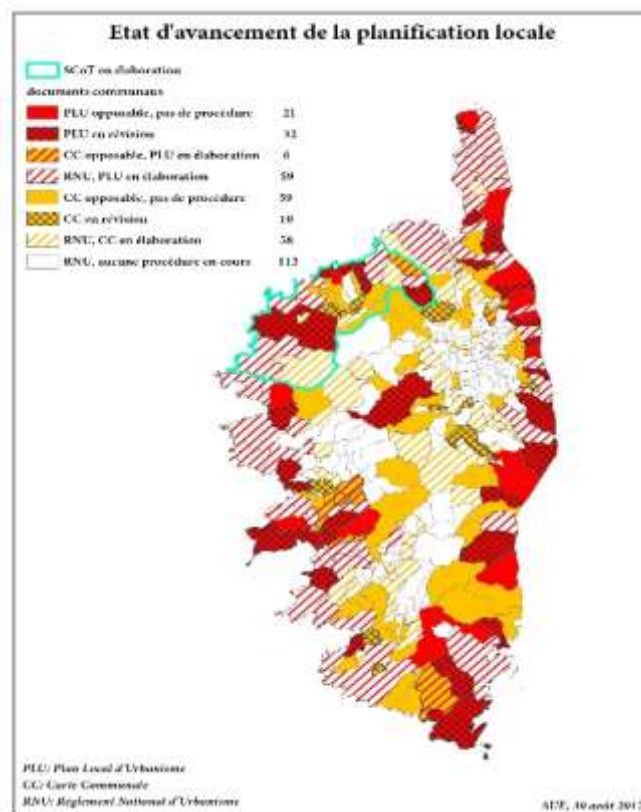 Etat d'avancement de la planification locale
SCoT en élaboration
documents communaux
PLU opposable, pas de procédure 21
PLU en révision 32
CC opposable, PLU en élaboration 6
RNU, PLU en élaboration 59
CC opposable, pas de procédure 59
CC en révision 10
RNU, CC en élaboration
RNU, aucune procédure en cours 113
PLU: Plan Local d'Urbanisme
CC: Carte Communale
RNU: Règlement National d'Urbanisme
AUE, 30 août